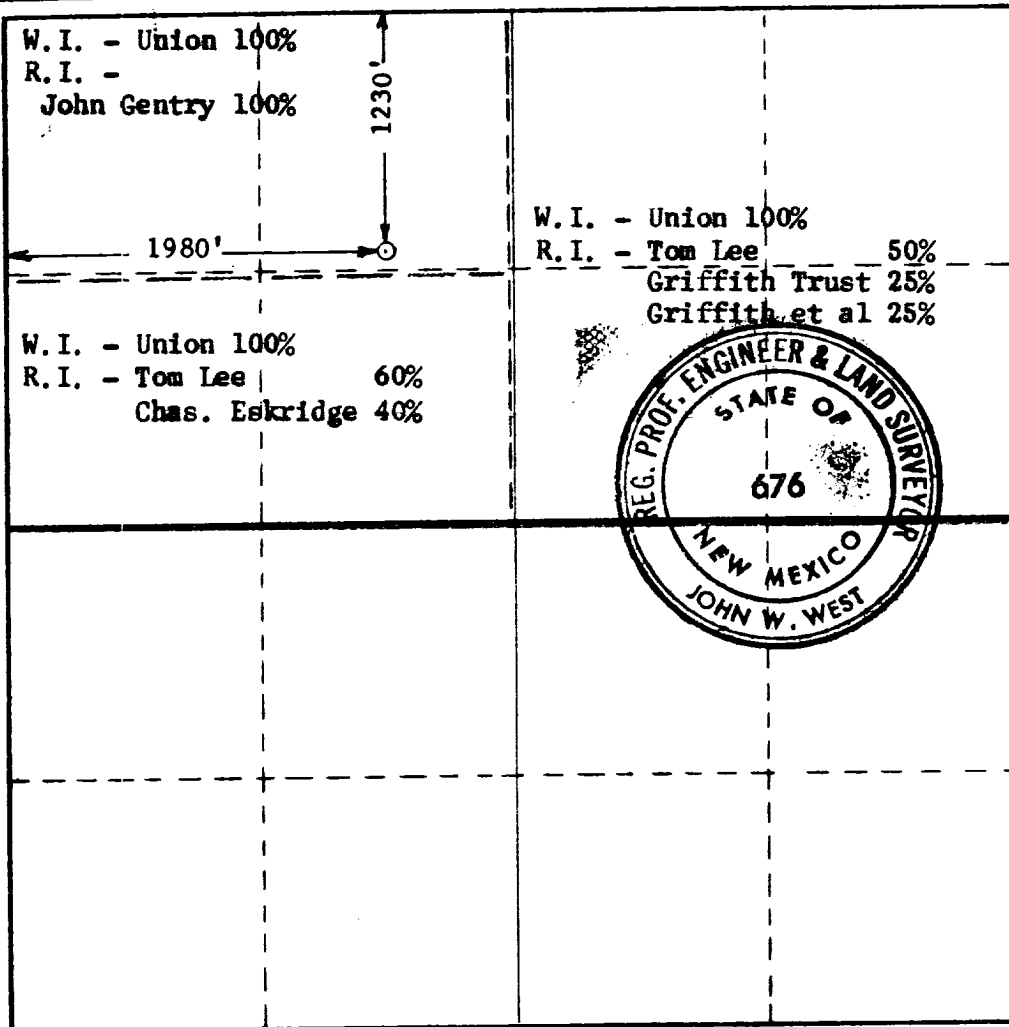 W.I. - Union 100%
R.I. -
John Gentry 100%
1230'
1980'
W.I. - Union 100%
R.I. - Tom Lee 50%
Griffith Trust 25%
Griffith et al 25%
W.I. - Union 100%
R.I. - Tom Lee 60%
Chas. Eskridge 40%
REG. PROF. ENGINEER & LAND SURVEYOR
STATE OF
676
NEW MEXICO
JOHN W. WEST